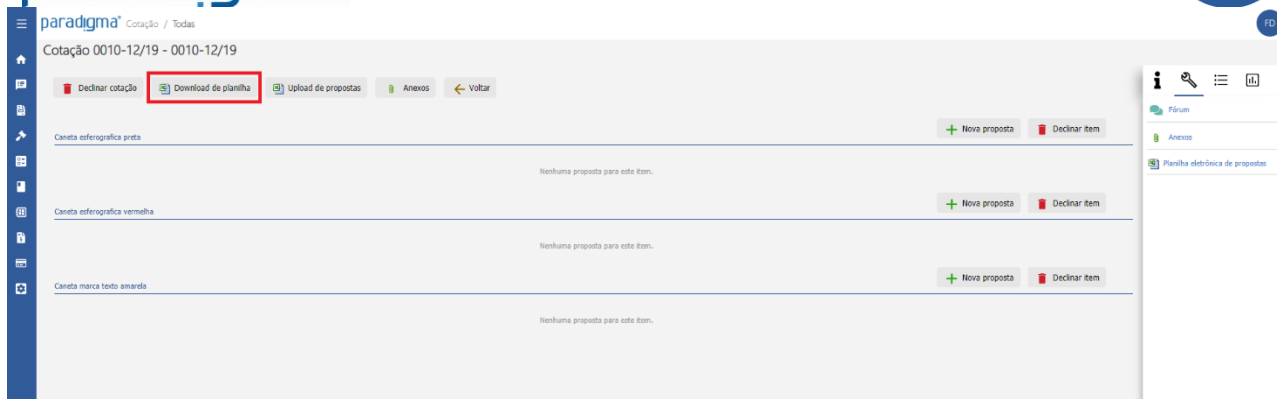 paradigma Cotação / Todas
FD
Cotação 0010-12/19 - 0010-12/19
Declinar cotação Download de planilha Upload de propostas Anexos Voltar
Fórum
Anexos
Planilha eletrônica de propostas
Caneta esferografica preta Nova proposta Declinar item
Nenhuma proposta para este item.
Caneta esferografica vermelha Nova proposta Declinar item
Nenhuma proposta para este item.
Caneta marca texto amarela Nova proposta Declinar item
Nenhuma proposta para este item.